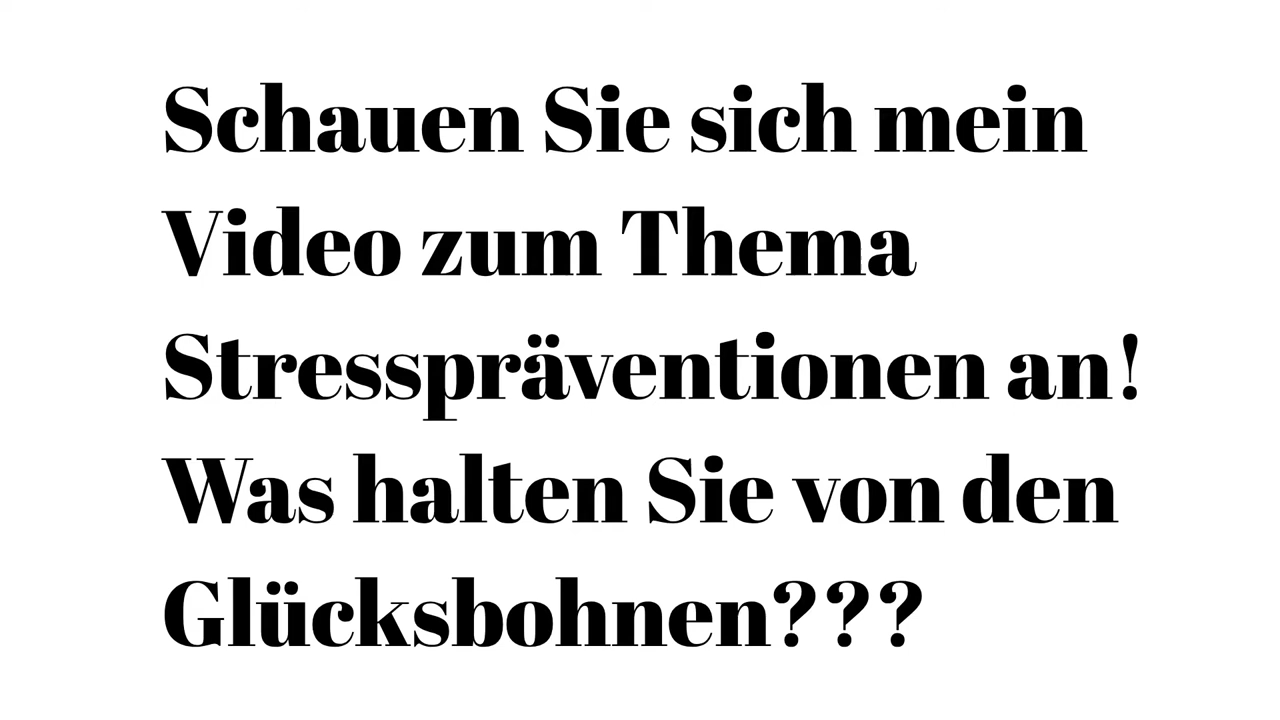 Schauen Sie sich mein
Video zum Thema
Stresspräventionen an!
Was halten Sie von den
Glücksbohnen???